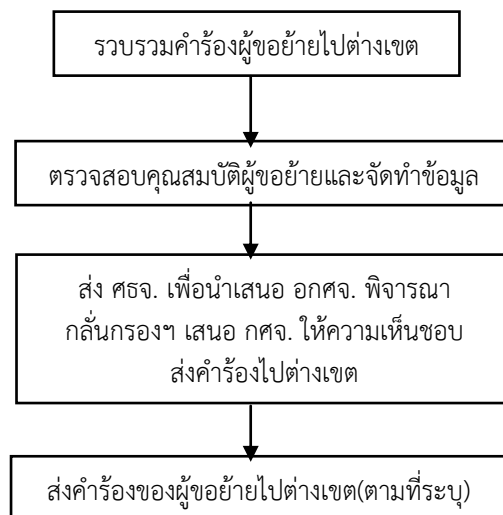 รวบรวมคำร้องผู้ขอย้ายไปต่างเขต
ตรวจสอบคุณสมบัติผู้ขอย้ายและจัดทำข้อมูล
ส่ง ศธจ. เพื่อนำเสนอ อกศจ. พิจารณา
กลั่นกรองฯ เสนอ กศจ. ให้ความเห็นชอบ
ส่งคำร้องไปต่างเขต
ส่งคำร้องของผู้ขอย้ายไปต่างเขต(ตามที่ระบุ)